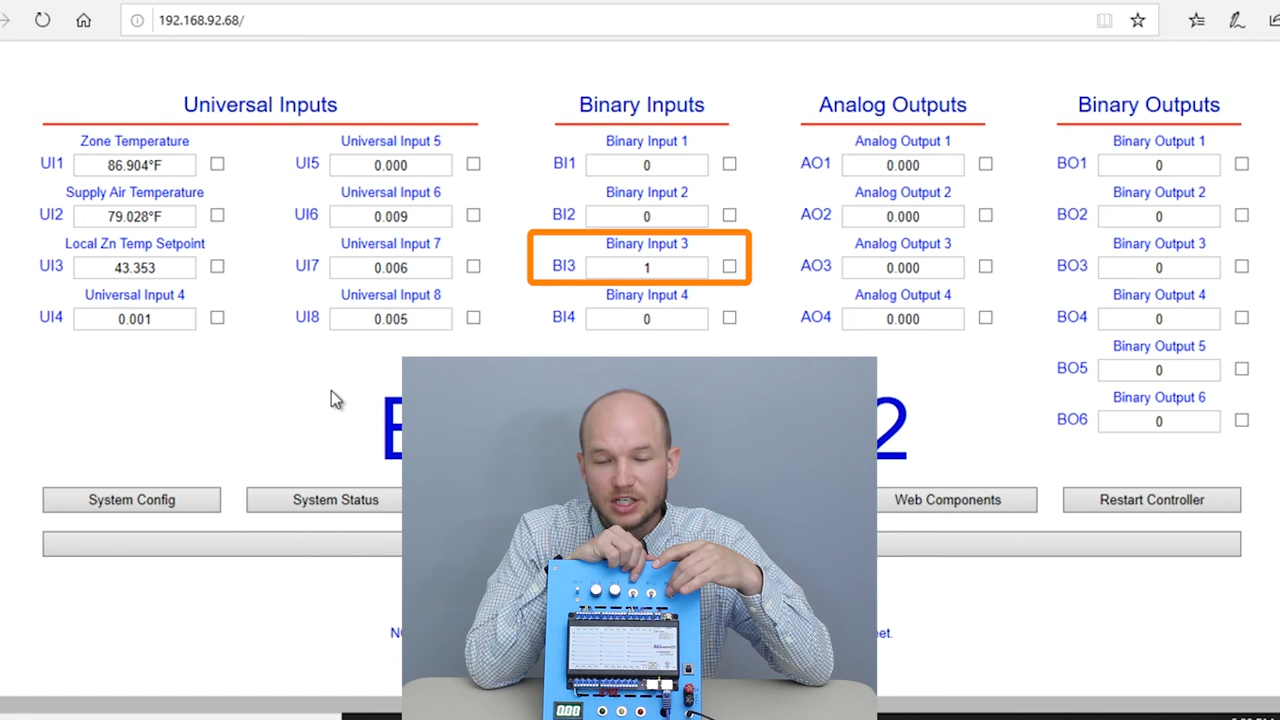 192.168.92.68/
Universal Inputs
Binary Inputs
Analog Outputs
Binary Outputs
Zone Temperature
Universal Input 5
Binary Input 1
Analog Output 1
Binary Output 1
UI1 86.904°F
UI5 0.000
BI1 0
AO1 0.000
BO1 0
Supply Air Temperature
Universal Input 6
Binary Input 2
Analog Output 2
Binary Output 2
UI2 79.028°F
UI6 0.009
BI2 0
AO2 0.000
BO2 0
Local Zn Temp Setpoint
Universal Input 7
Binary Input 3
Analog Output 3
Binary Output 3
UI3 43.353
UI7 0.006
BI3 1
AO3 0.000
BO3 0
Universal Input 4
Universal Input 8
Binary Input 4
Analog Output 4
Binary Output 4
UI4 0.001
UI8 0.005
BI4 0
AO4 0.000
BO4 0
Binary Output 5
BO5 0
Binary Output 6
BO6 0
2
System Config
System Status
Web Components
Restart Controller
0.00